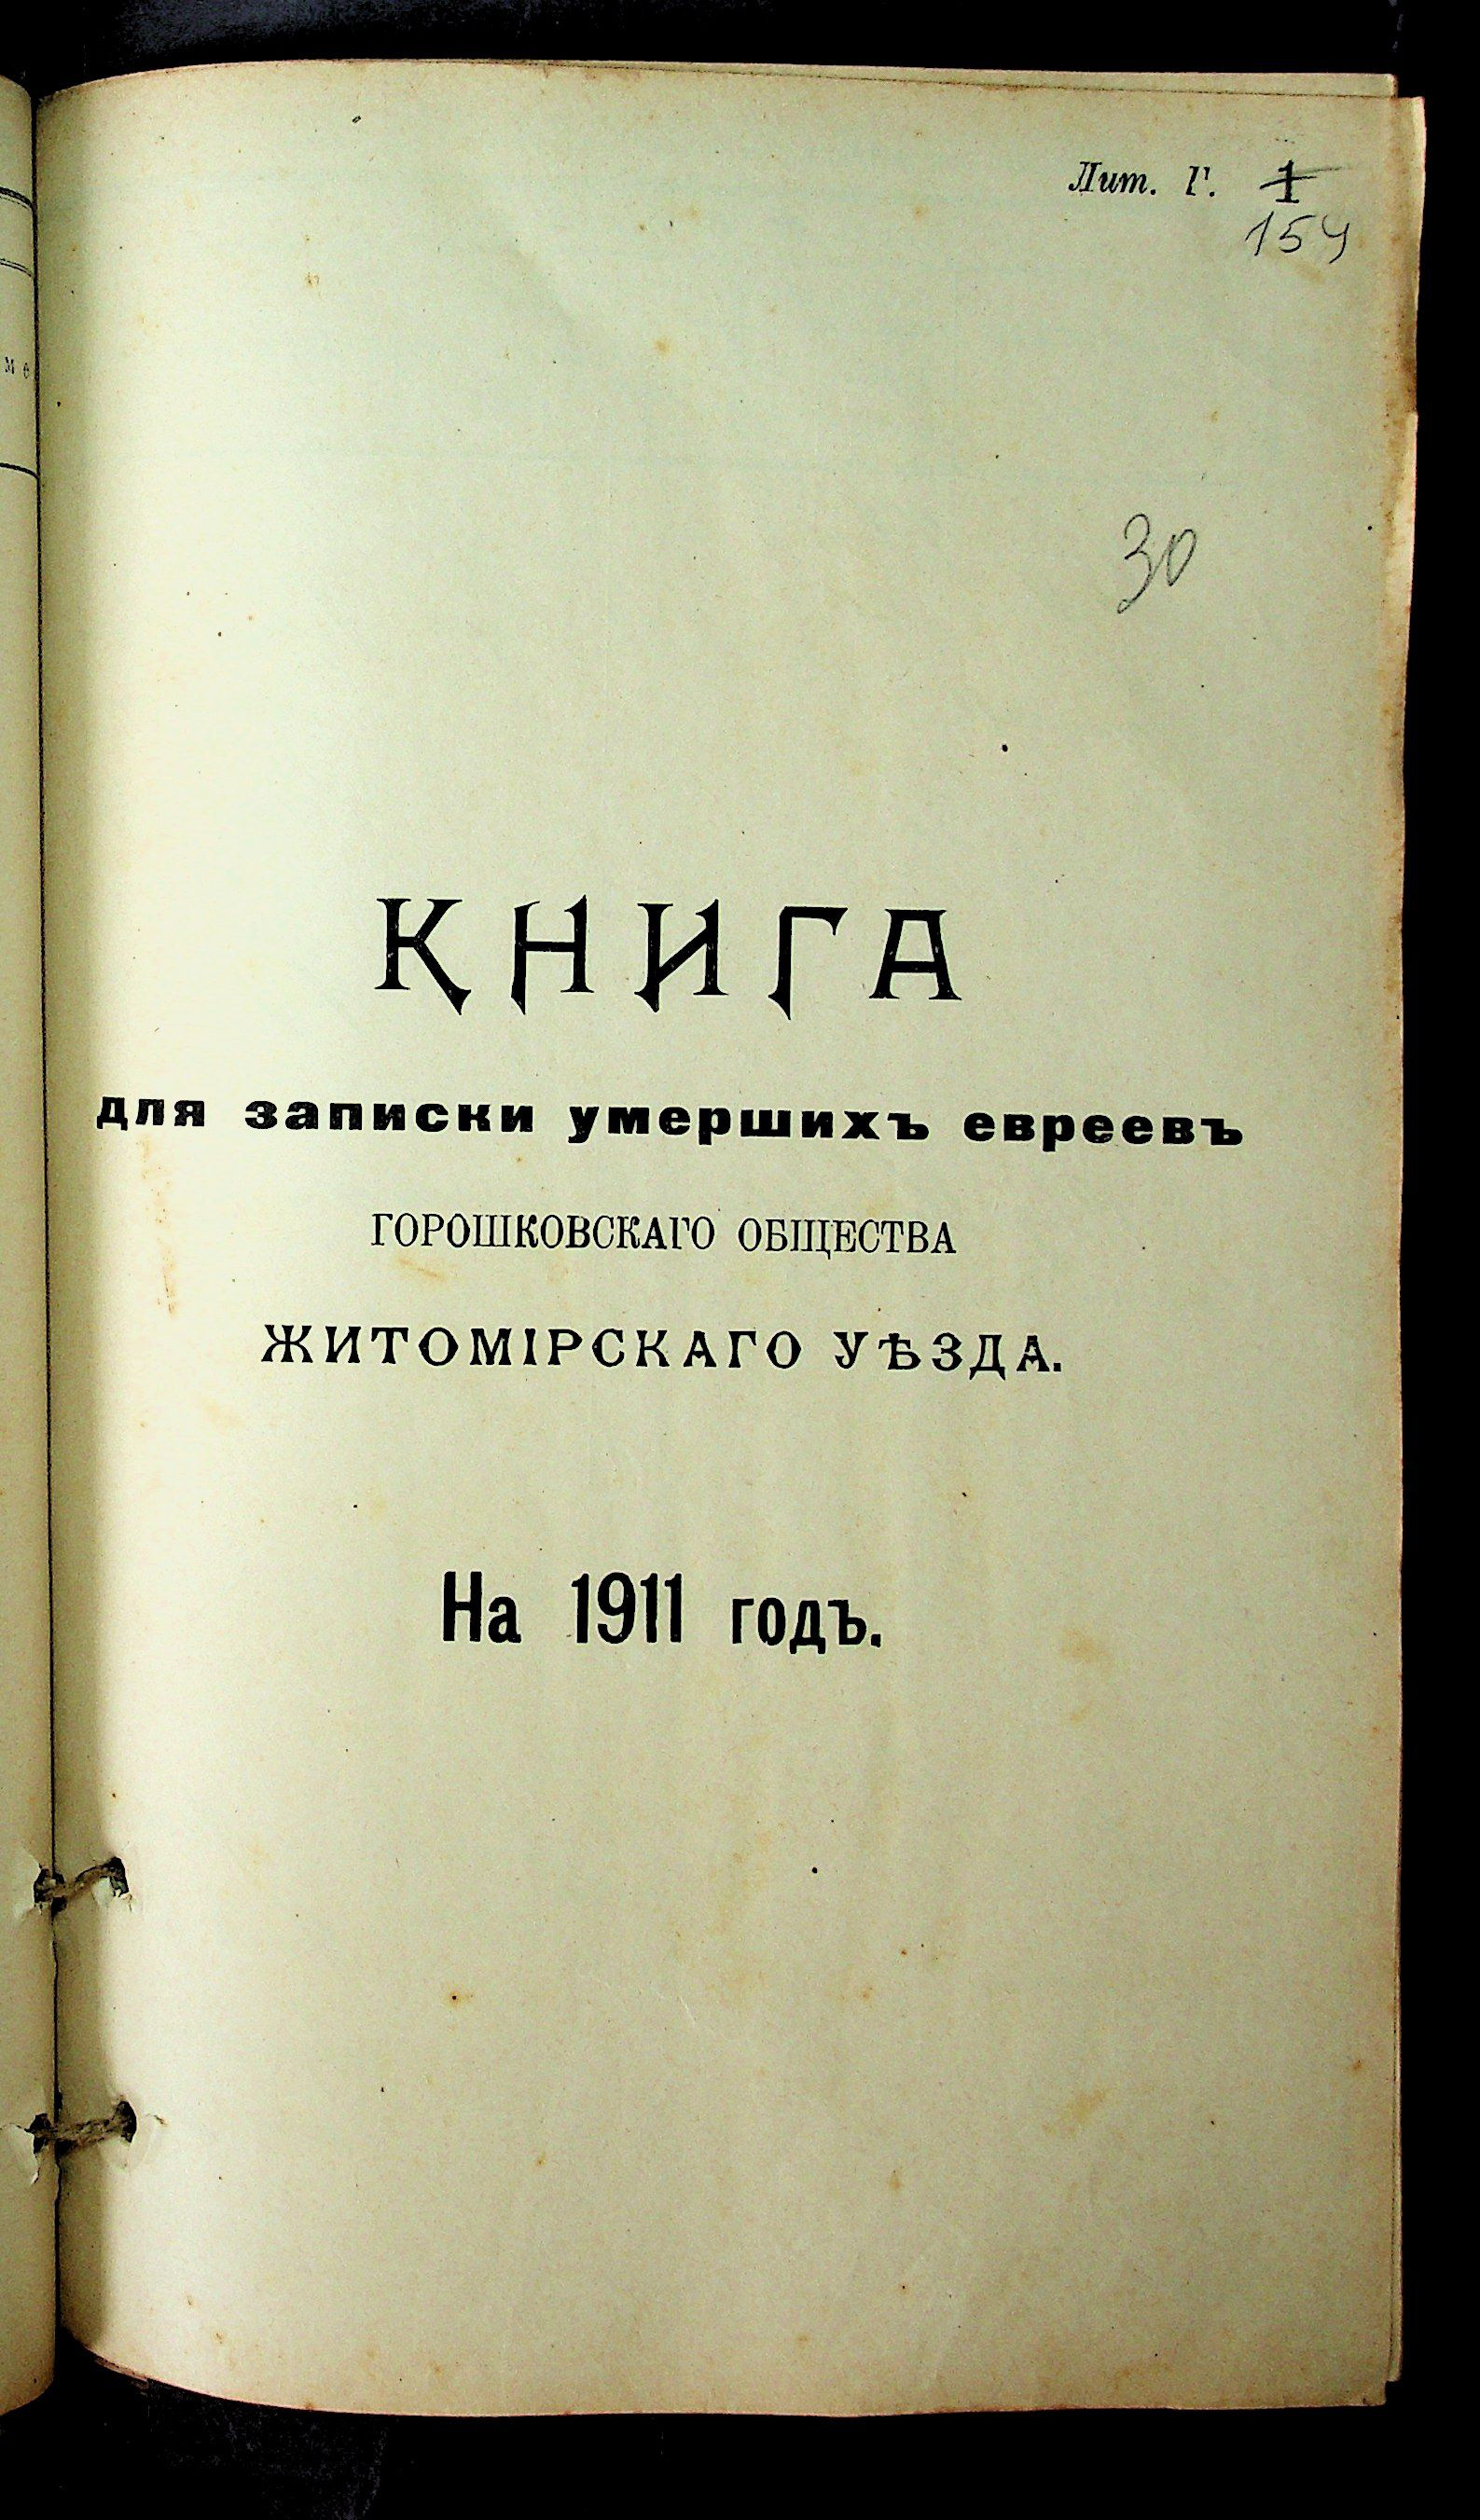 Лит. Г. 1
154
30
КНИГА
для записки умершихъ евреевъ
ГОРОШКОВСКАГО ОБЩЕСТВА
ЖИТОМІРСКАГО УѢЗДА.
На 1911 годъ.